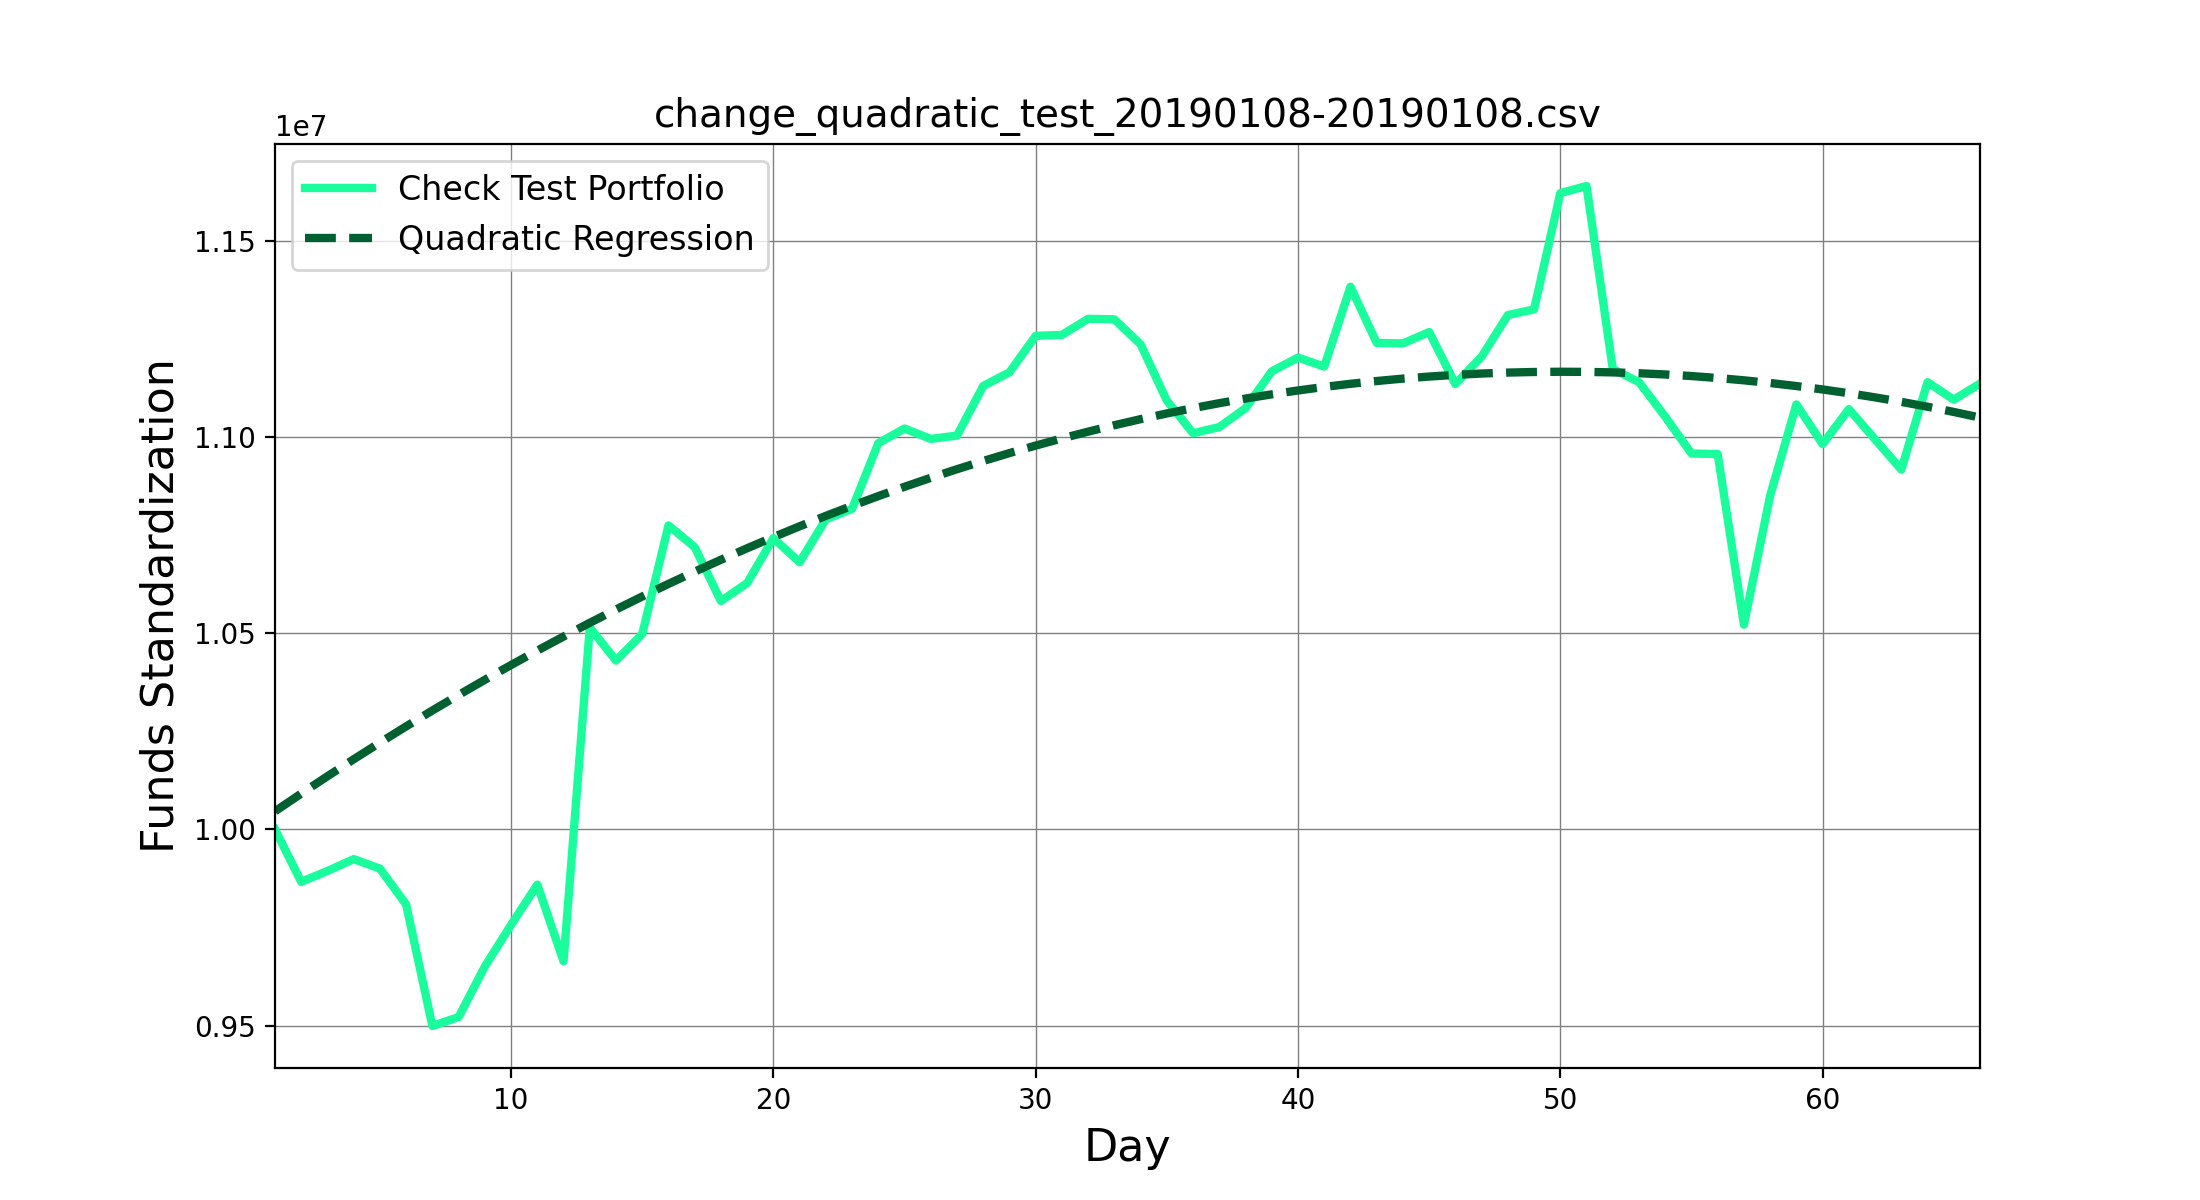 change_quadratic_test_20190108-20190108.csv
1e7
Check Test Portfolio
Quadratic Regression
1.15
1.10
1.05
1.00
0.95
Funds Standardization
10 20 30 40 50 60
Day